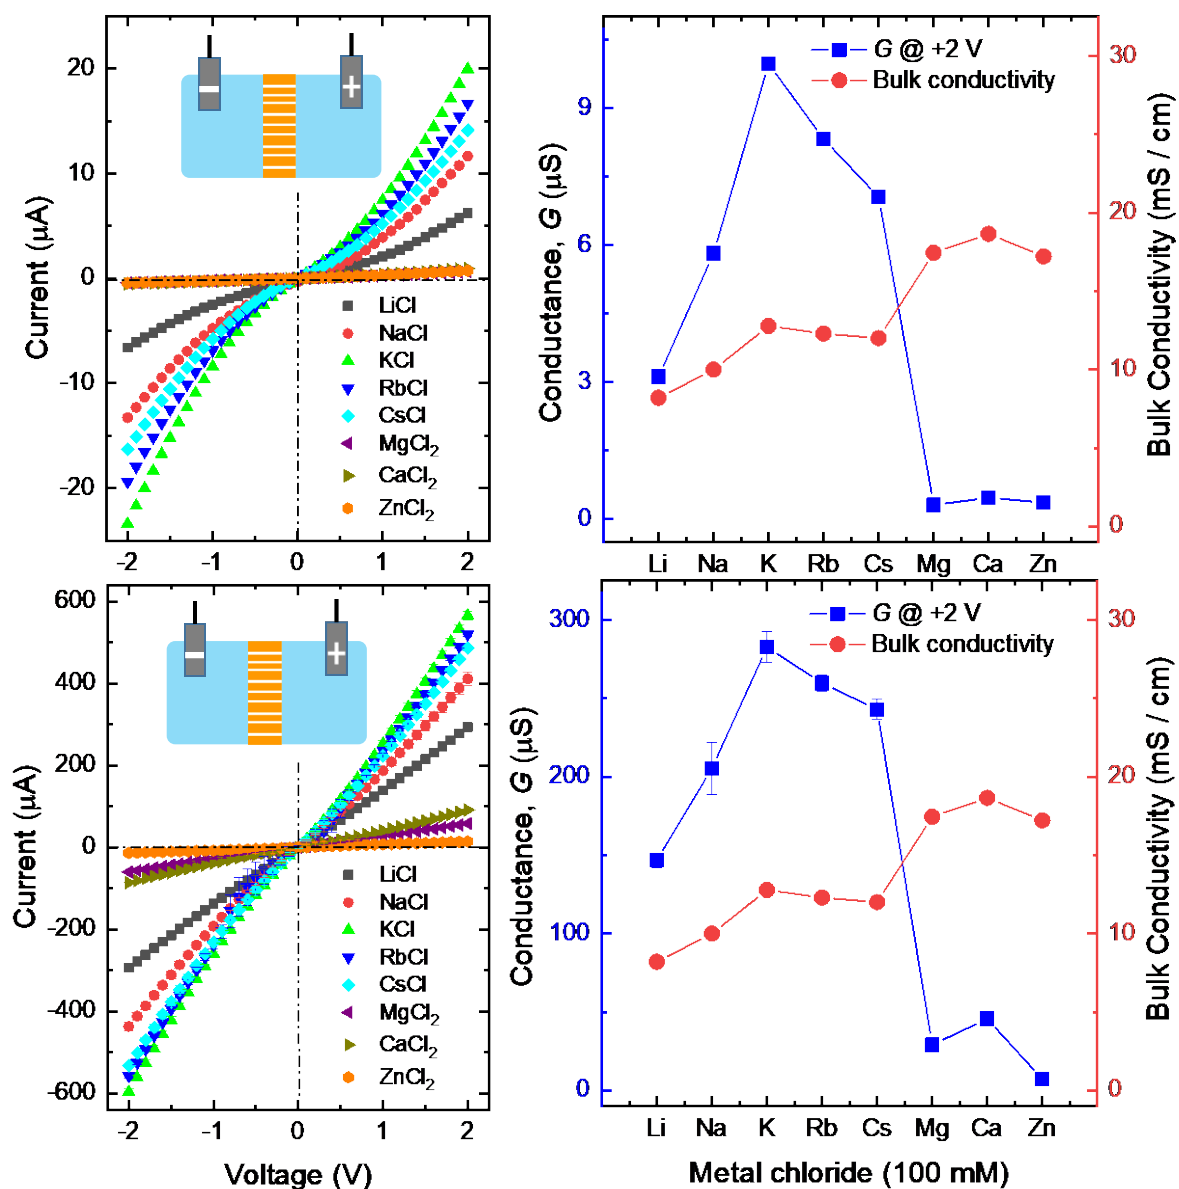 Current (μA)
20
10
0
-10
-20
-2
-1
0
1
2
LiCl
NaCl
KCl
RbCl
CsCl
MgCl2
CaCl2
ZnCl2
Conductance, G (μS)
9
6
3
0
G @ +2 V
Bulk conductivity
30
20
10
0
Bulk Conductivity (mS / cm)
Li Na K Rb Cs Mg Ca Zn
Current (μA)
600
400
200
0
-200
-400
-600
-2
-1
0
1
2
LiCl
NaCl
KCl
RbCl
CsCl
MgCl2
CaCl2
ZnCl2
Voltage (V)
Conductance, G (μS)
300
200
100
0
G @ +2 V
Bulk conductivity
30
20
10
0
Bulk Conductivity (mS / cm)
Li Na K Rb Cs Mg Ca Zn
Metal chloride (100 mM)